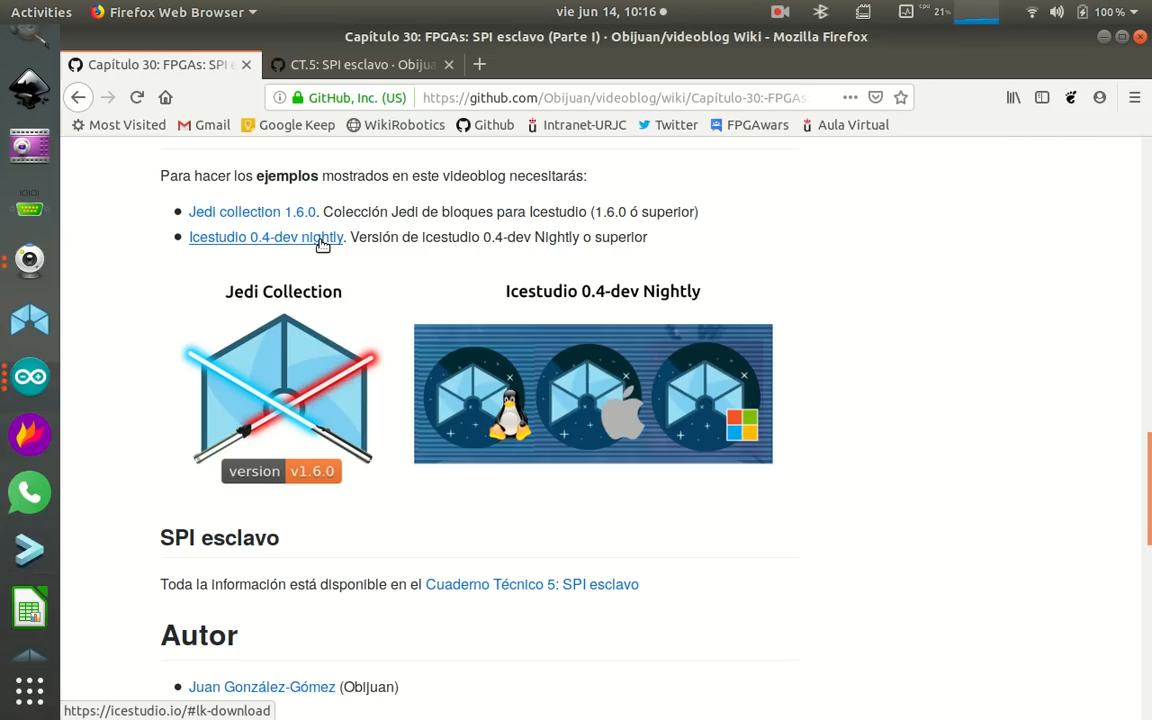 Activities Firefox Web Browser vie jun 14, 10:16 cpu 21% 100 %
Capítulo 30: FPGAs: SPI esclavo (Parte I) · Obijuan/videoblog Wiki - Mozilla Firefox
Capítulo 30: FPGAs: SPI e CT.5: SPI esclavo · Obijua
GitHub, Inc. (US) https://github.com/Obijuan/videoblog/wiki/Capítulo-30:-FPGAs:
Most Visited Gmail Google Keep WikiRobotics Github Intranet-URJC Twitter FPGAwars Aula Virtual
Para hacer los ejemplos mostrados en este videoblog necesitarás:
Jedi collection 1.6.0. Colección Jedi de bloques para Icestudio (1.6.0 ó superior)
Icestudio 0.4-dev nightly. Versión de icestudio 0.4-dev Nightly o superior
Jedi Collection Icestudio 0.4-dev Nightly
version v1.6.0
SPI esclavo
Toda la información está disponible en el Cuaderno Técnico 5: SPI esclavo
Autor
Juan González-Gómez (Obijuan)
https://icestudio.io/#lk-download